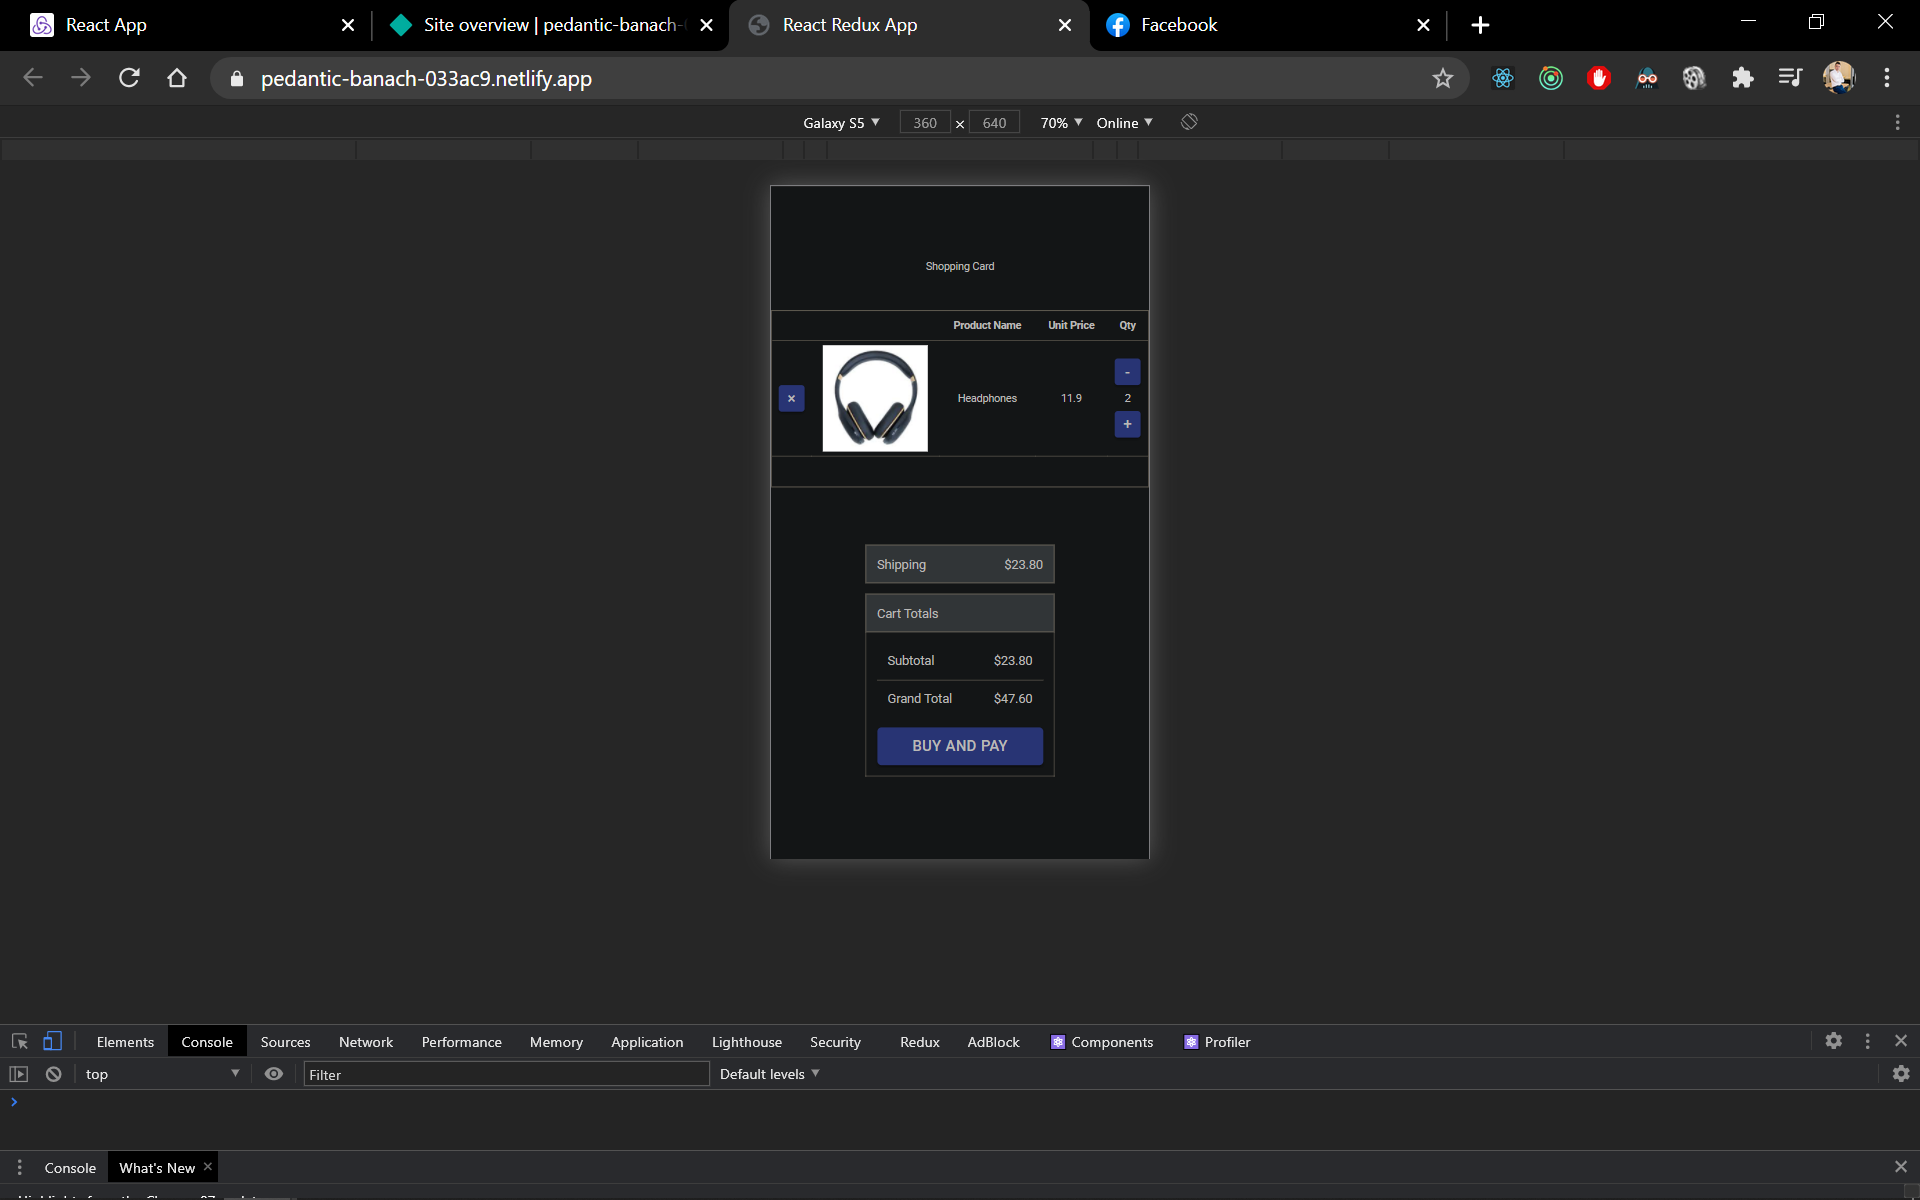 React App
Site overview | pedantic-banach-
React Redux App
Facebook
pedantic-banach-033ac9.netlify.app
Galaxy S5 360 × 640 70% Online
Shopping Card
Product Name Unit Price Qty
-
× Headphones 11.9 2
+
Shipping $23.80
Cart Totals
Subtotal $23.80
Grand Total $47.60
BUY AND PAY
Elements Console Sources Network Performance Memory Application Lighthouse Security Redux AdBlock Components Profiler
top Filter Default levels
Console What's New